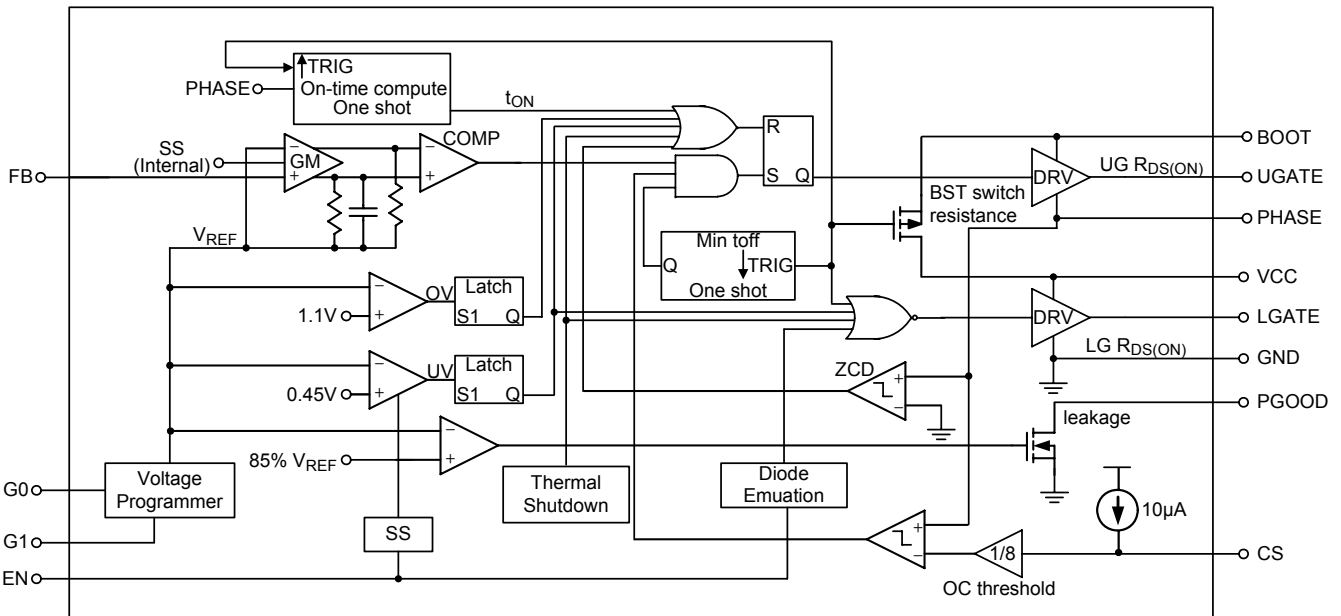 TRIG
On-time compute
One shot
PHASE
tON
COMP
R
S
Q
SS
(Internal)
GM
FB
−
+
−
+
VREF
BOOT
DRV
UG RDS(ON)
UGATE
BST switch
resistance
PHASE
Min toff
Q
TRIG
One shot
VCC
−
+
OV
Latch
S1
Q
1.1V
DRV
LGATE
LG RDS(ON)
GND
−
+
UV
Latch
S1
Q
0.45V
ZCD
+
−
PGOOD
leakage
−
+
85% VREF
Voltage
Programmer
G0
G1
Thermal
Shutdown
Diode
Emuation
10µA
SS
+
−
1/8
OC threshold
CS
EN